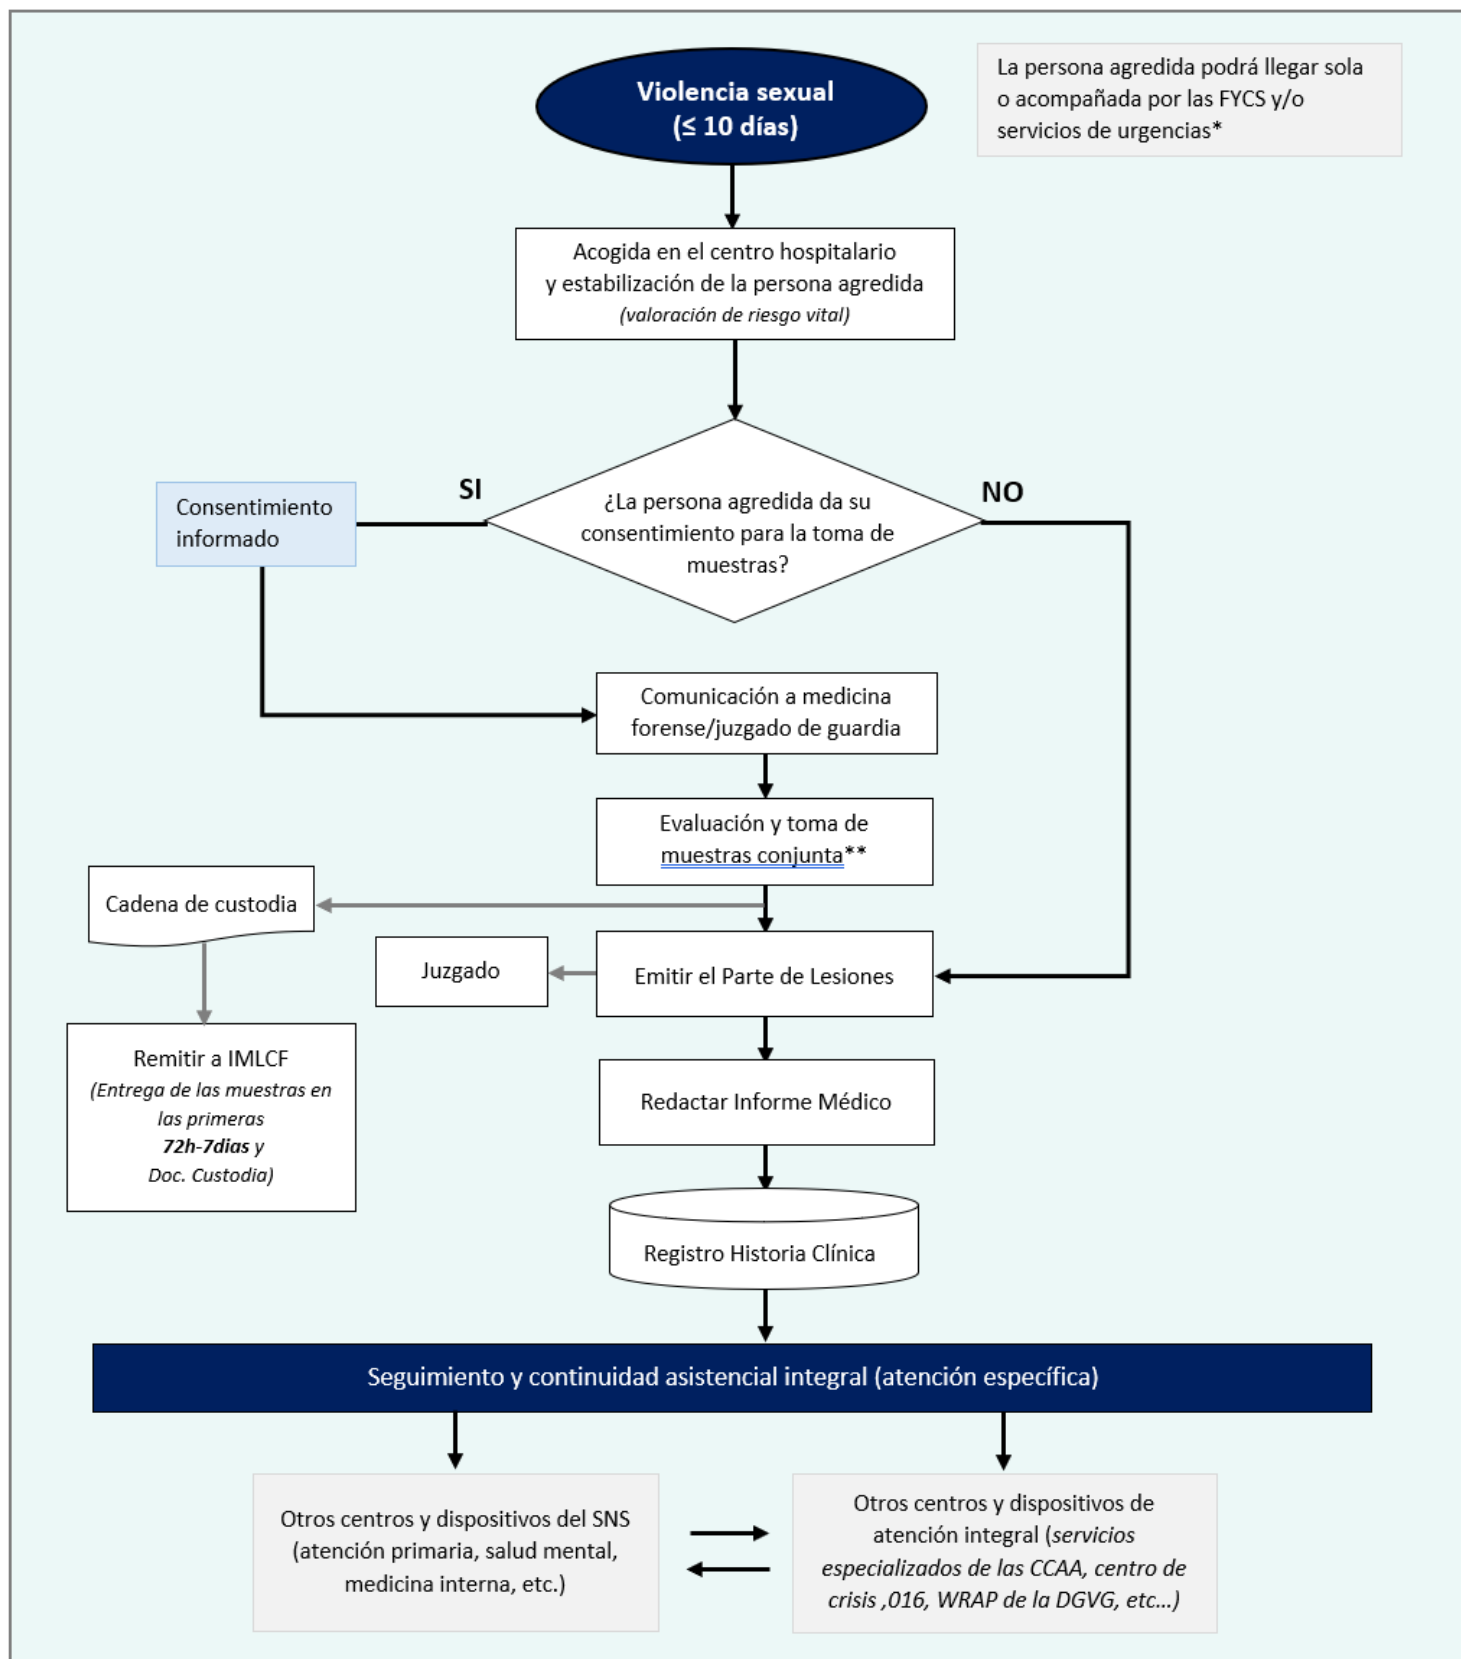 Violencia sexual
(≤ 10 días)
La persona agredida podrá llegar sola
o acompañada por las FYCS y/o
servicios de urgencias*
Acogida en el centro hospitalario
y estabilización de la persona agredida
(valoración de riesgo vital)
SI
NO
¿La persona agredida da su
consentimiento para la toma de
muestras?
Consentimiento
informado
Comunicación a medicina
forense/juzgado de guardia
Evaluación y toma de
muestras conjunta**
Cadena de custodia
Juzgado
Emitir el Parte de Lesiones
Remitir a IMLCF
(Entrega de las muestras en
las primeras
72h-7dias y
Doc. Custodia)
Redactar Informe Médico
Registro Historia Clínica
Seguimiento y continuidad asistencial integral (atención específica)
Otros centros y dispositivos del SNS
(atención primaria, salud mental,
medicina interna, etc.)
Otros centros y dispositivos de
atención integral (servicios
especializados de las CCAA, centro de
crisis ,016, WRAP de la DGVG, etc...)